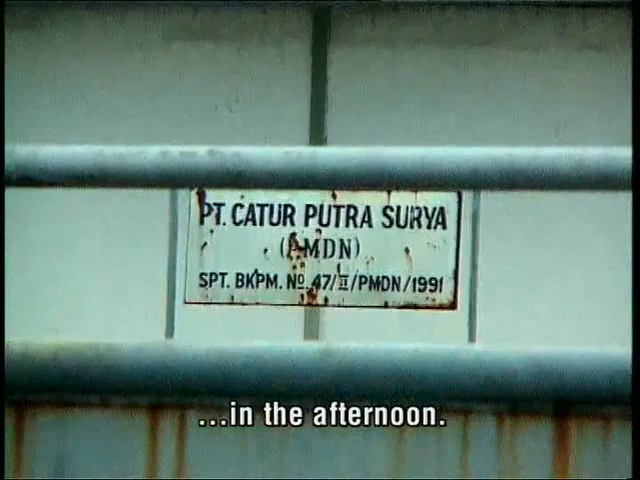 PT. CATUR PUTRA SURYA
(PMDN)
SPT. BKPM. No. 47/II/PMDN/1991
...in the afternoon.